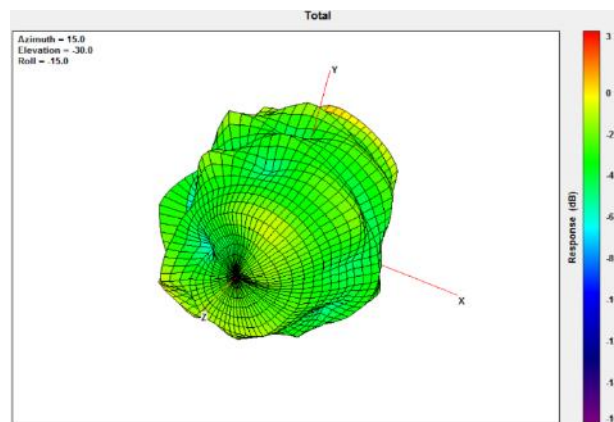 Total
Azimuth = 15.0
Elevation = -30.0
Roll = -15.0
Y
X
Z
3
0
-2
-4
-6
-8
Response (dB)